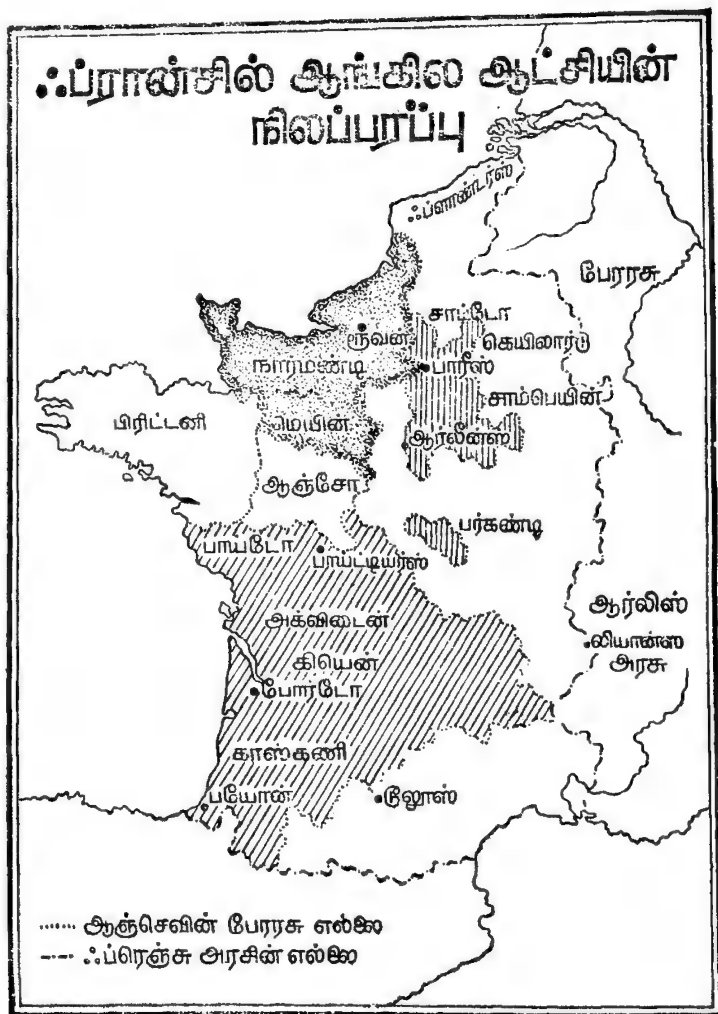 ஃப்ரான்சில் ஆங்கில ஆட்சியின்
நிலப்பரப்பு
ஃப்ளாண்டர்ஸ்
பேரரசு
சாட்டோ
ரூவன்
கெயிலார்டு
நார்மண்டி
பாரீஸ்
சாம்பெயின்
பிரிட்டனி
மெயின்
ஆர்லீன்ஸ்
ஆஞ்சோ
பர்கண்டி
பாயடோ
பாய்ட்டியர்ஸ்
ஆர்லிஸ்
அக்விடைன்
லியான்ஸ்
அரசு
கியென்
போர்டோ
காஸ்கனி
பயோன்
டூலூஸ்
...... ஆஞ்செவின் பேரரசு எல்லை
-·-·- ஃப்ரெஞ்சு அரசின் எல்லை